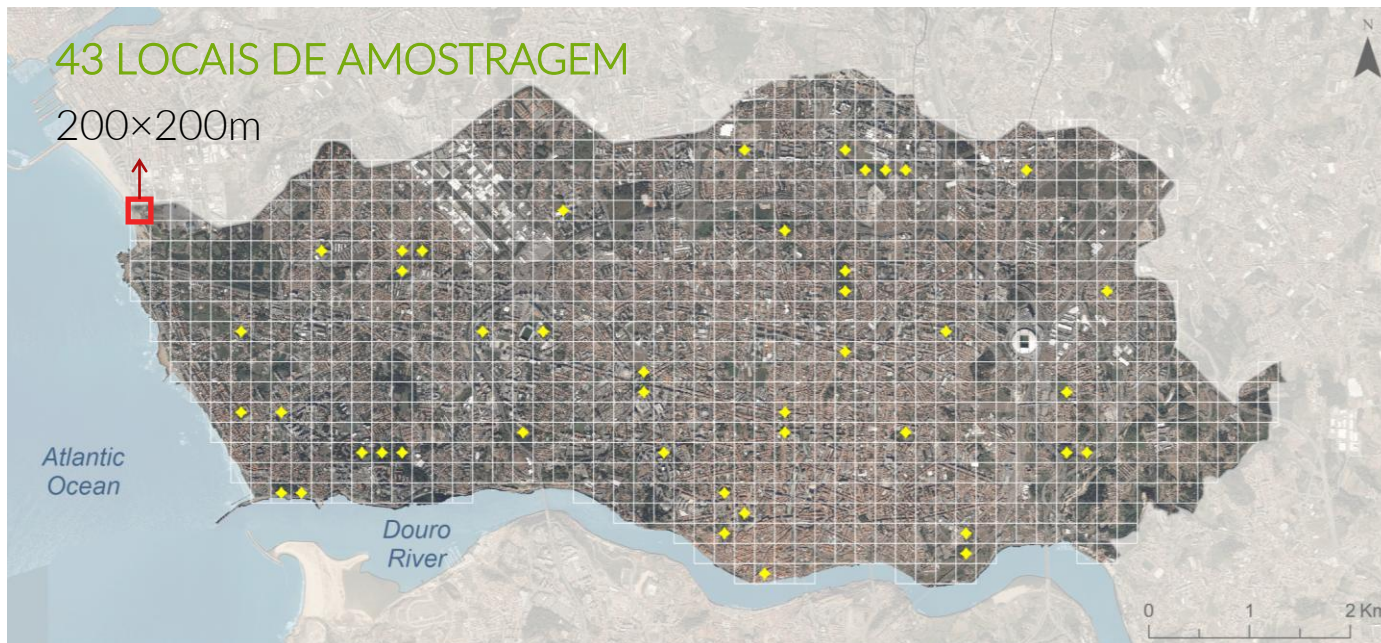 43 LOCAIS DE AMOSTRAGEM
200×200m
N
Atlantic
Ocean
Douro
River
0 1 2 Km